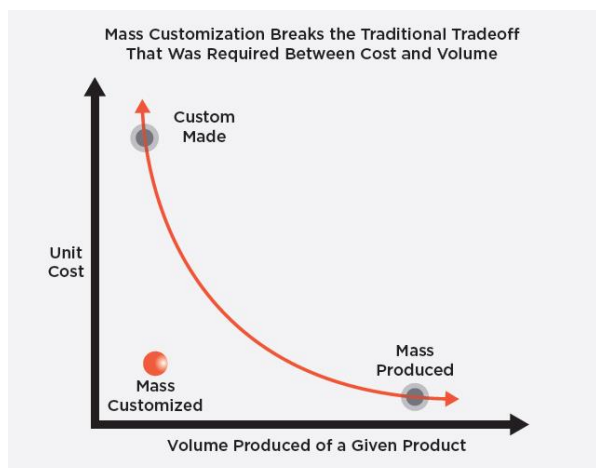 Mass Customization Breaks the Traditional Tradeoff
That Was Required Between Cost and Volume
Custom
Made
Unit
Cost
Mass
Produced
Mass
Customized
Volume Produced of a Given Product